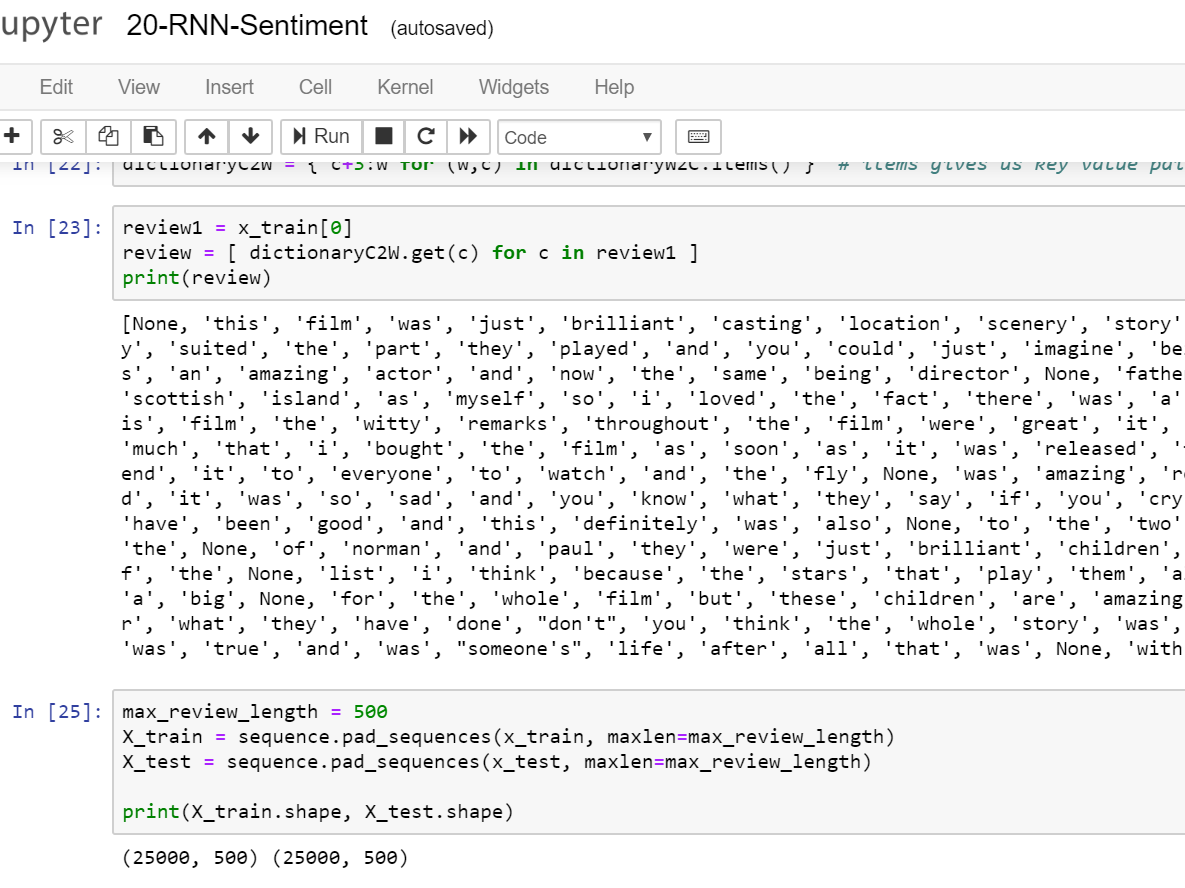 upyter 20-RNN-Sentiment (autosaved)
Edit View Insert Cell Kernel Widgets Help
Run Code
In [22]: dictionaryC2W = { c+3:w for (w,c) in dictionaryW2C.items() } # items gives us key value pai
In [23]: review1 = x_train[0]
review = [ dictionaryC2W.get(c) for c in review1 ]
print(review)
[None, 'this', 'film', 'was', 'just', 'brilliant', 'casting', 'location', 'scenery', 'story'
y', 'suited', 'the', 'part', 'they', 'played', 'and', 'you', 'could', 'just', 'imagine', 'be
s', 'an', 'amazing', 'actor', 'and', 'now', 'the', 'same', 'being', 'director', None, 'fathe
'scottish', 'island', 'as', 'myself', 'so', 'i', 'loved', 'the', 'fact', 'there', 'was', 'a'
is', 'film', 'the', 'witty', 'remarks', 'throughout', 'the', 'film', 'were', 'great', 'it',
'much', 'that', 'i', 'bought', 'the', 'film', 'as', 'soon', 'as', 'it', 'was', 'released', '
end', 'it', 'to', 'everyone', 'to', 'watch', 'and', 'the', 'fly', None, 'was', 'amazing', 'r
d', 'it', 'was', 'so', 'sad', 'and', 'you', 'know', 'what', 'they', 'say', 'if', 'you', 'cry
'have', 'been', 'good', 'and', 'this', 'definitely', 'was', 'also', None, 'to', 'the', 'two'
'the', None, 'of', 'norman', 'and', 'paul', 'they', 'were', 'just', 'brilliant', 'children',
f', 'the', None, 'list', 'i', 'think', 'because', 'the', 'stars', 'that', 'play', 'them', 'a
'a', 'big', None, 'for', 'the', 'whole', 'film', 'but', 'these', 'children', 'are', 'amazing
r', 'what', 'they', 'have', 'done', "don't", 'you', 'think', 'the', 'whole', 'story', 'was',
'was', 'true', 'and', 'was', "someone's", 'life', 'after', 'all', 'that', 'was', None, 'with
In [25]: max_review_length = 500
X_train = sequence.pad_sequences(x_train, maxlen=max_review_length)
X_test = sequence.pad_sequences(x_test, maxlen=max_review_length)
print(X_train.shape, X_test.shape)
(25000, 500) (25000, 500)